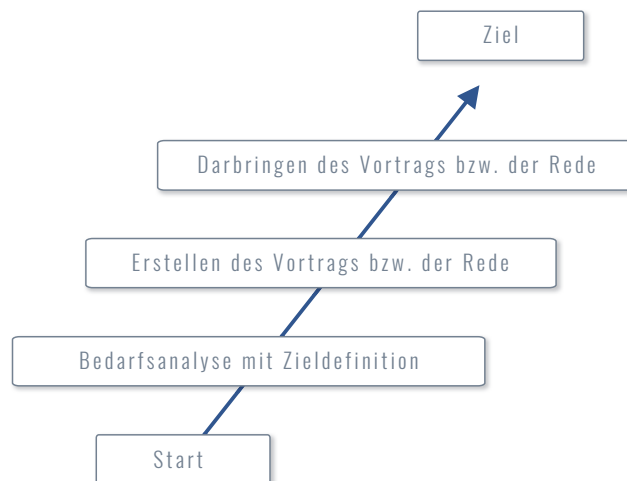 Ziel
Darbringen des Vortrags bzw. der Rede
Erstellen des Vortrags bzw. der Rede
Bedarfsanalyse mit Zieldefinition
Start